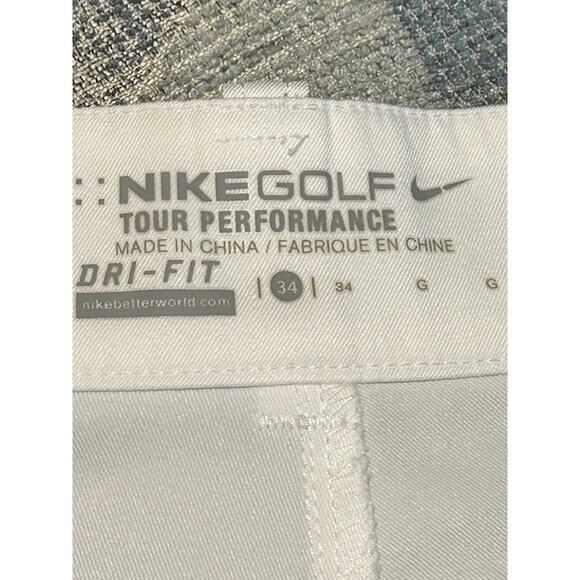 :: NIKEGOLF
TOUR PERFORMANCE
MADE IN CHINA / FABRIQUE EN CHINE
DRI-FIT
nikebetterworld.com
| 34 | 34 G G